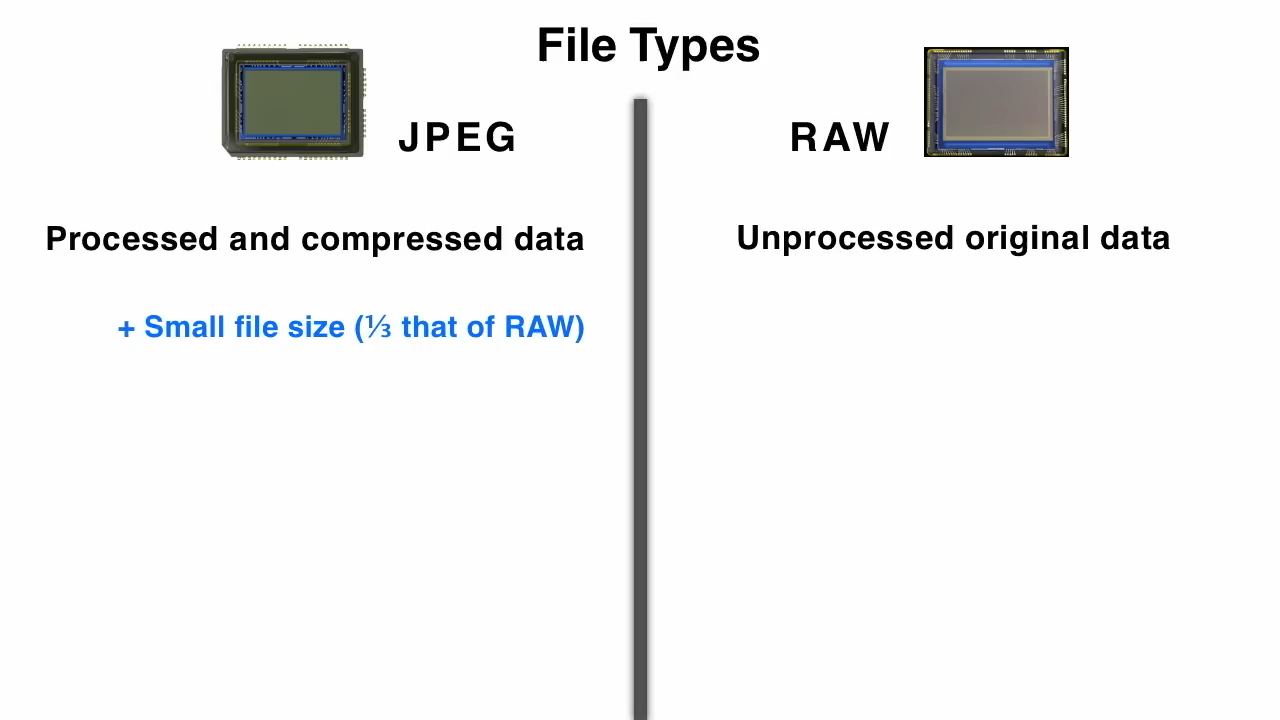 File Types
JPEG
RAW
Processed and compressed data
Unprocessed original data
+ Small file size (⅓ that of RAW)